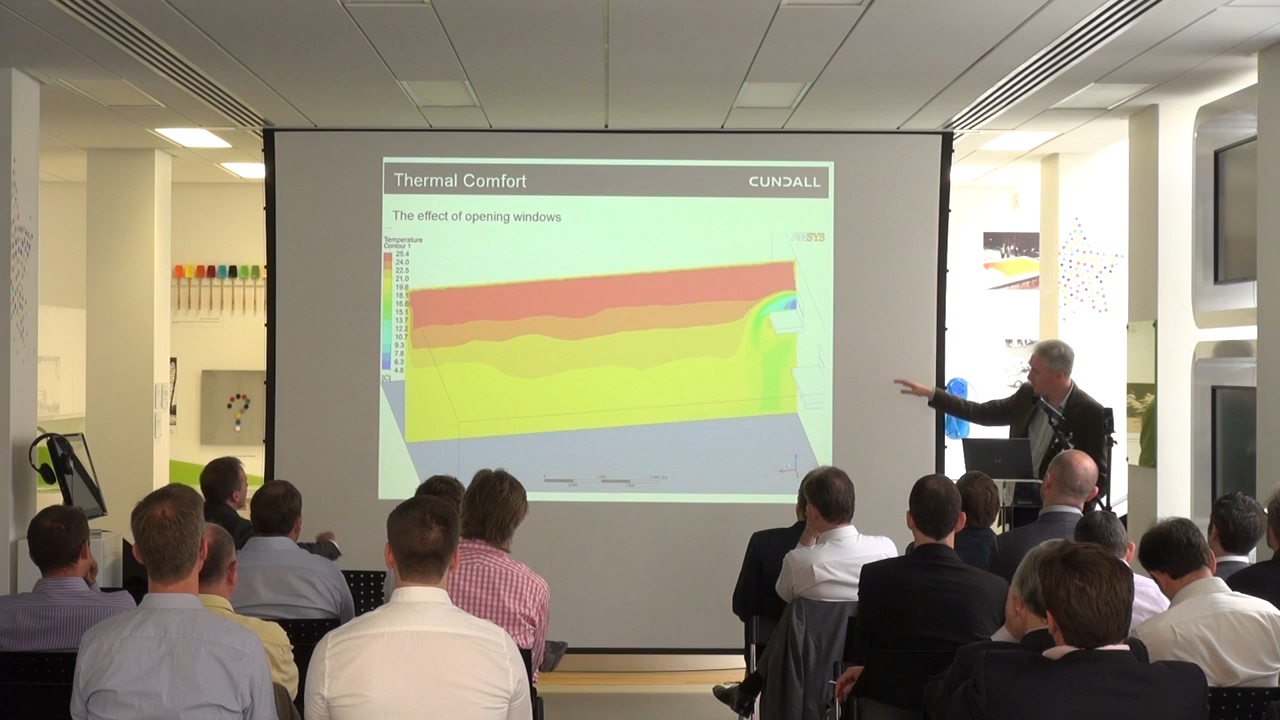 Thermal Comfort
CUNDALL
The effect of opening windows
Temperature
Contour 1
ANSYS
25.4
24.0
22.5
21.0
19.6
18.1
16.6
15.1
13.7
12.2
10.7
9.3
7.8
6.3
4.8
[C]